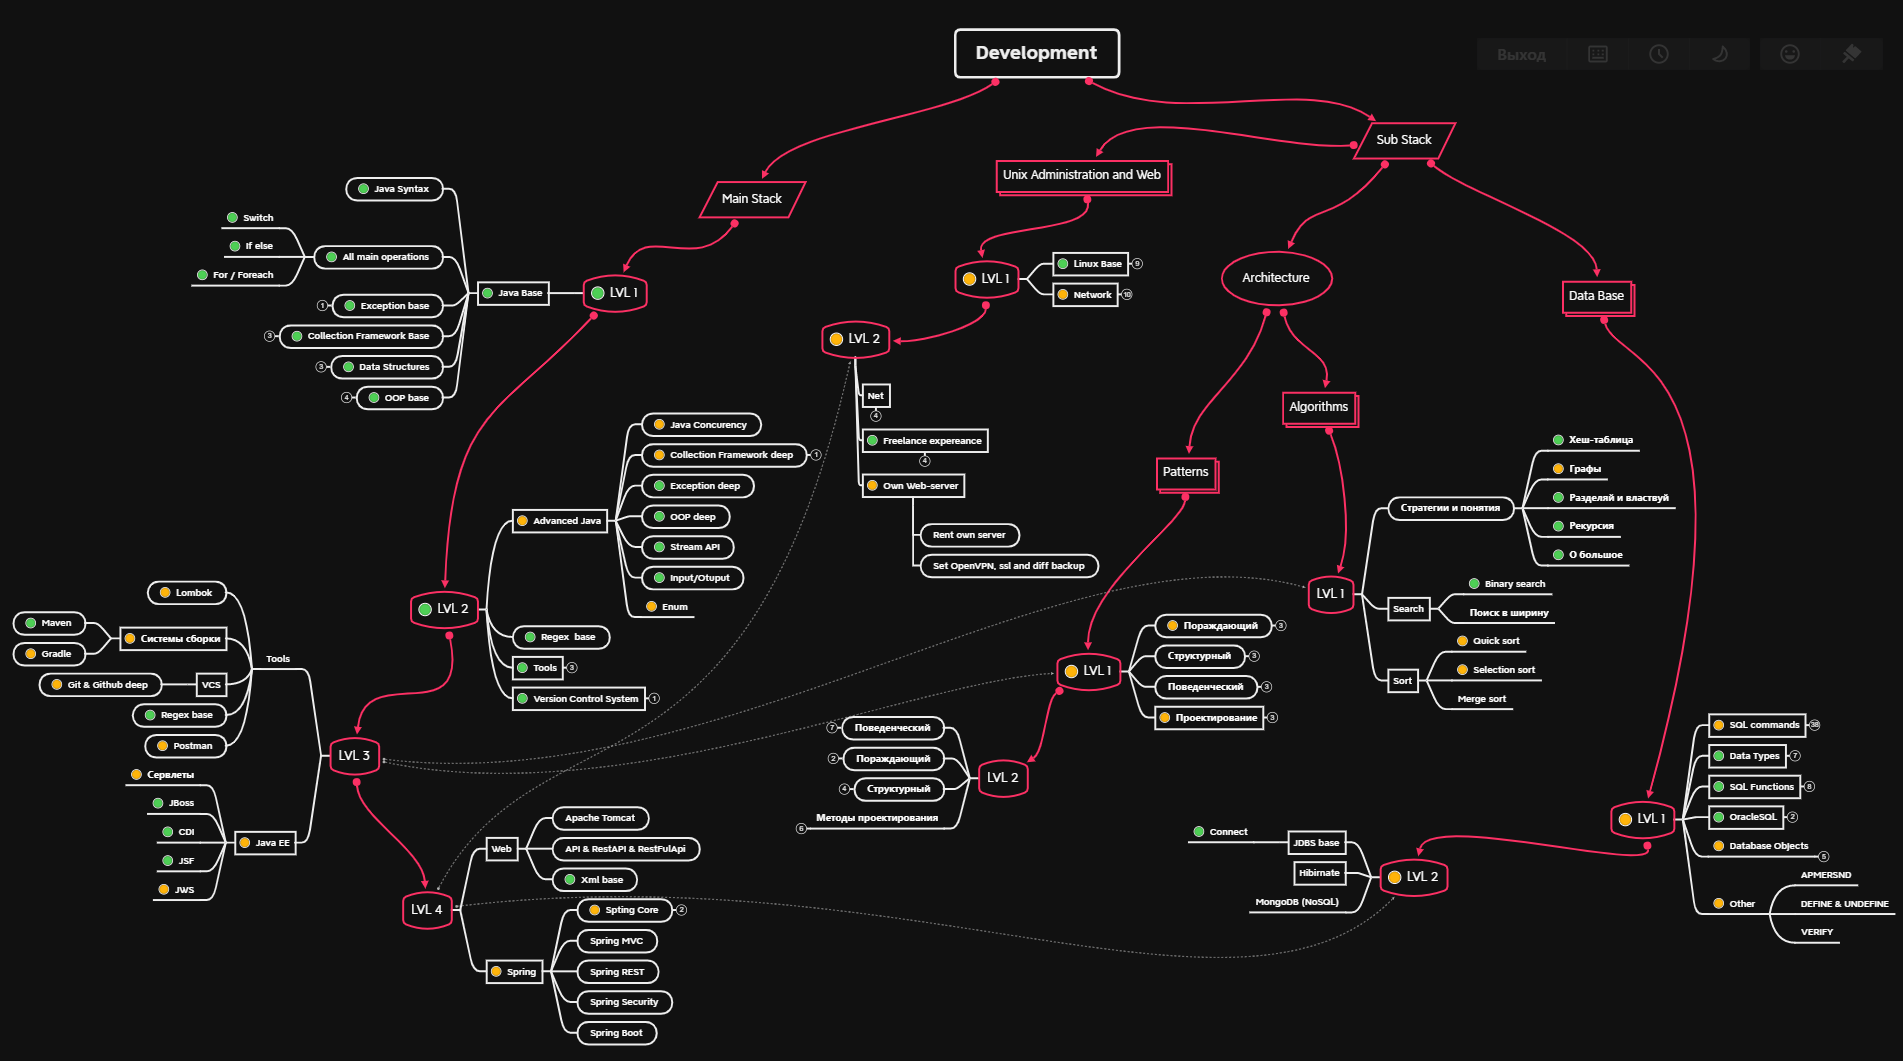 Development
Выход
Sub Stack
Unix Administration and Web
Main Stack
Java Syntax
Switch
If else
For / Foreach
All main operations
Exception base
1
Collection Framework Base
3
Data Structures
3
OOP base
4
Java Base
LVL 1
LVL 1
Linux Base
9
Network
10
Architecture
Data Base
LVL 2
Net
4
Freelance expereance
4
Own Web-server
Rent own server
Set OpenVPN, ssl and diff backup
Algorithms
Patterns
Java Concurency
Collection Framework deep
1
Exception deep
OOP deep
Stream API
Input/Otuput
Enum
Advanced Java
LVL 2
Regex base
Tools
3
Version Control System
1
Хеш-таблица
Графы
Разделяй и властвуй
Рекурсия
О большое
Стратегии и понятия
LVL 1
Search
Binary search
Поиск в ширину
Sort
Quick sort
Selection sort
Merge sort
Lombok
Maven
Gradle
Системы сборки
Tools
Git & Github deep
VCS
Regex base
Postman
LVL 3
Сервлеты
JBoss
CDI
JSF
JWS
Java EE
LVL 1
Пораждающий
3
Структурный
3
Поведенческий
3
Проектирование
3
Поведенческий
7
Пораждающий
2
Структурный
4
Методы проектирования
6
LVL 2
LVL 1
SQL commands
38
Data Types
7
SQL Functions
8
OracleSQL
2
Database Objects
5
Other
APMERSND
DEFINE & UNDEFINE
VERIFY
Connect
JDBS base
Hibirnate
MongoDB (NoSQL)
LVL 2
LVL 4
Web
Apache Tomcat
API & RestAPI & RestFulApi
Xml base
Spring
Spting Core
2
Spring MVC
Spring REST
Spring Security
Spring Boot